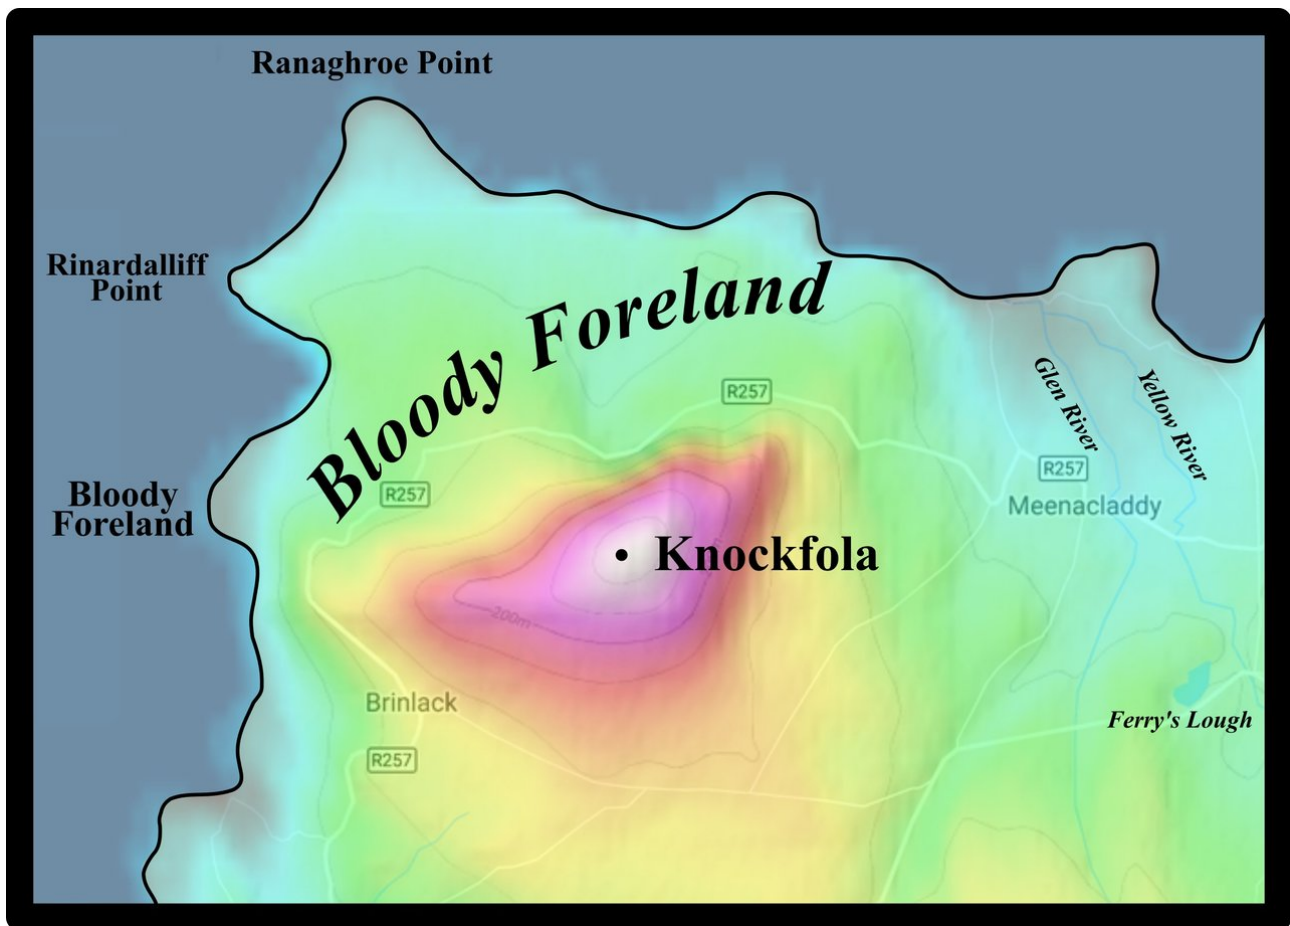 Ranaghroe Point
Rinardalliff
Point
Bloody Foreland
Glen River
Yellow River
R257
R257
R257
Meenacladdy
Bloody
Foreland
Knockfola
200m
Brinlack
Ferry's Lough
R257